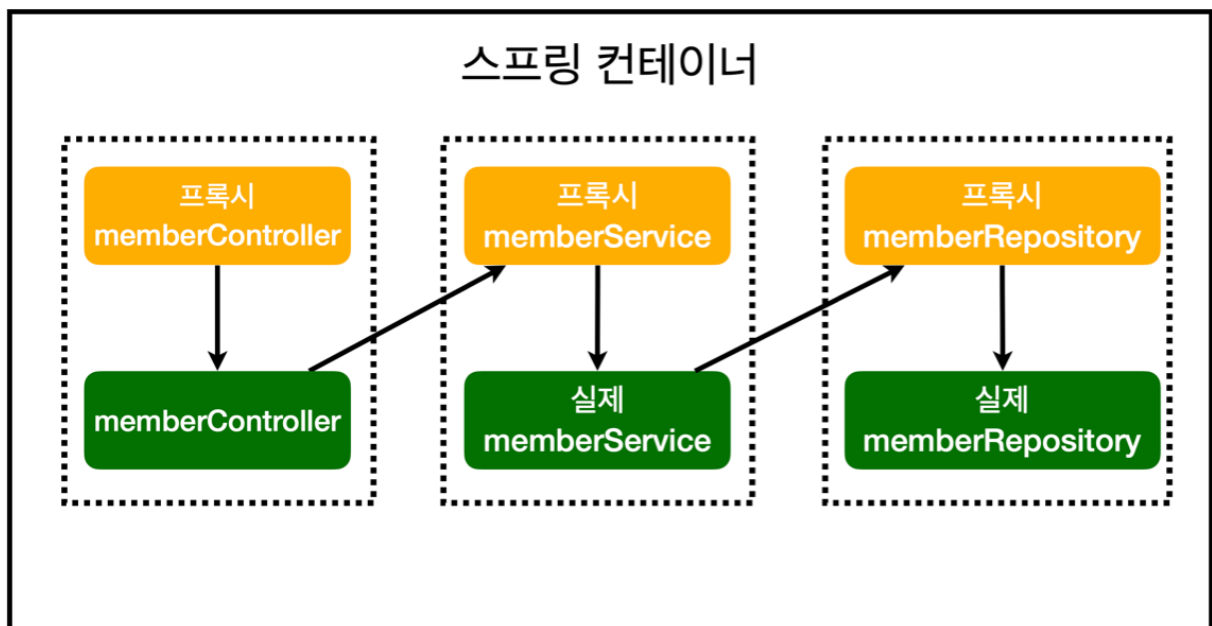 스프링 컨테이너
프록시
memberController
프록시
memberService
프록시
memberRepository
memberController
실제
memberService
실제
memberRepository